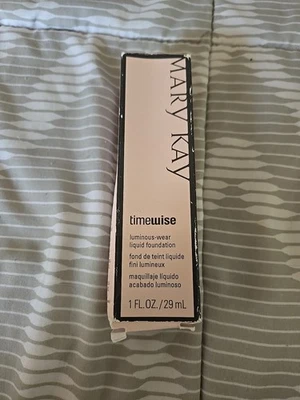 MARY KAY
timewise
luminous-wear
liquid foundation
fond de teint liquide
fini lumineux
maquillaje líquido
acabado luminoso
1 FL. OZ. / 29 mL